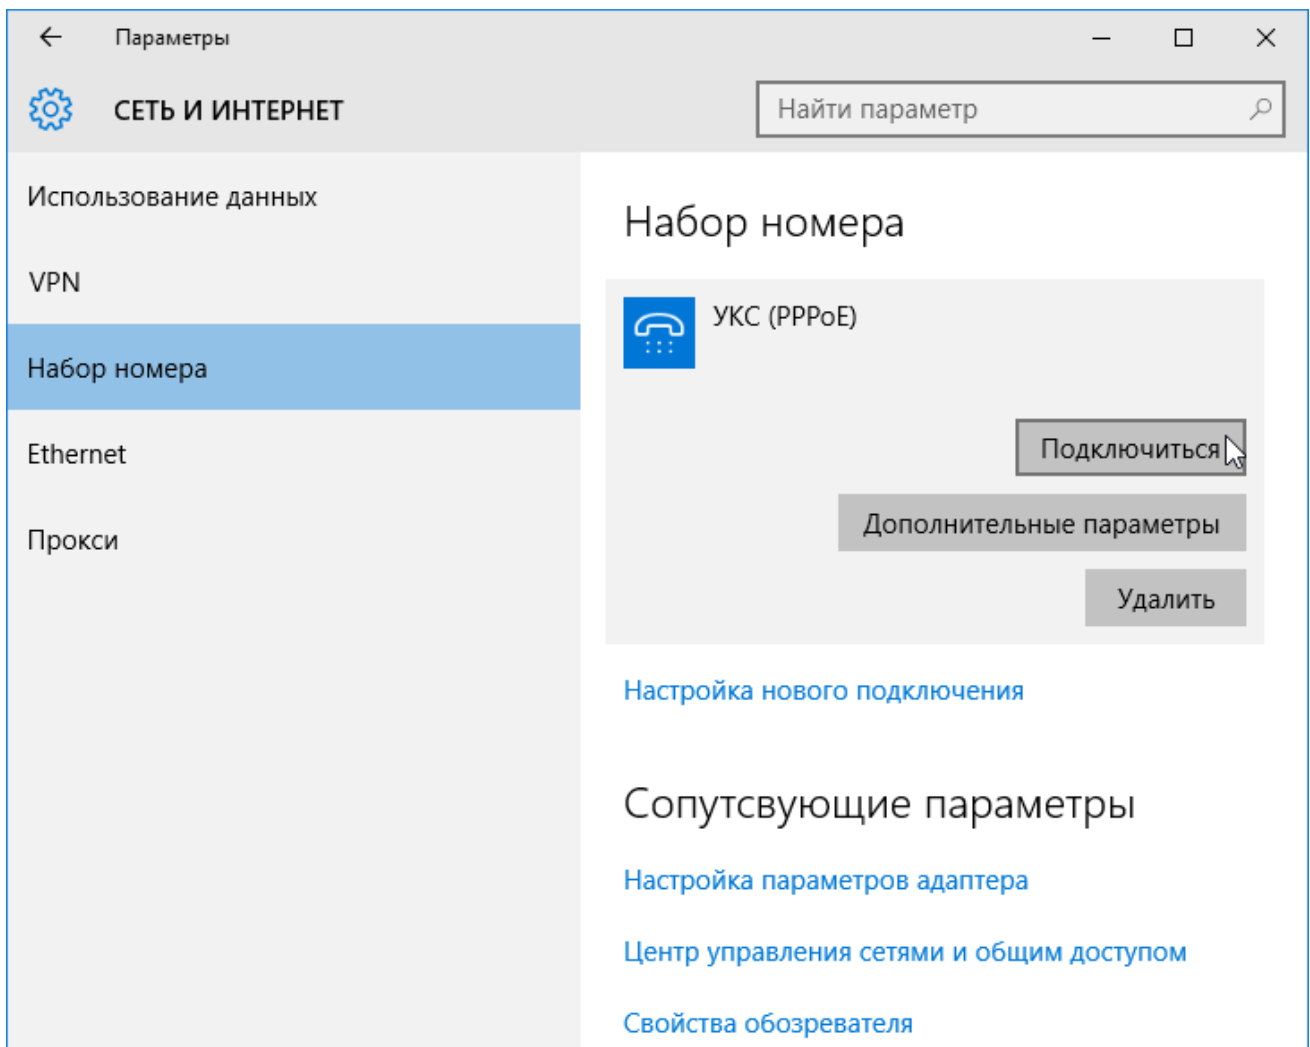 Параметры
СЕТЬ И ИНТЕРНЕТ
Найти параметр
Использование данных
VPN
Набор номера
Ethernet
Прокси
Набор номера
УКС (PPPoE)
Подключиться
Дополнительные параметры
Удалить
Настройка нового подключения
Сопутсвующие параметры
Настройка параметров адаптера
Центр управления сетями и общим доступом
Свойства обозревателя